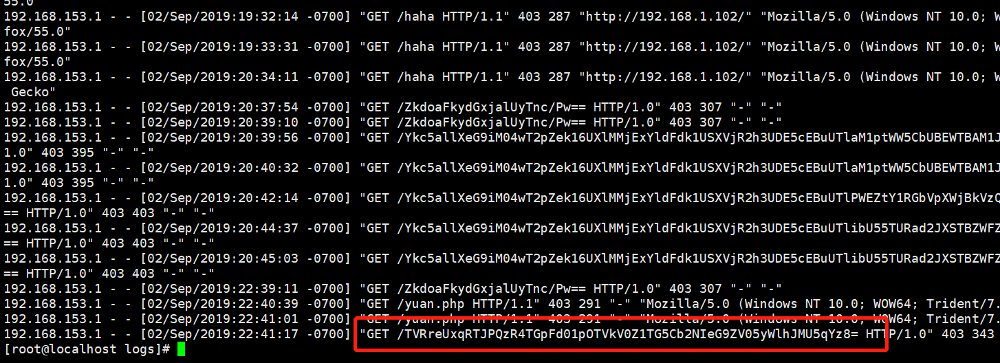 55.0
192.168.153.1 - - [02/Sep/2019:19:32:14 -0700] "GET /haha HTTP/1.1" 403 287 "http://192.168.1.102/" "Mozilla/5.0 (Windows NT 10.0; W
fox/55.0"
192.168.153.1 - - [02/Sep/2019:19:33:31 -0700] "GET /haha HTTP/1.1" 403 287 "http://192.168.1.102/" "Mozilla/5.0 (Windows NT 10.0; W
fox/55.0"
192.168.153.1 - - [02/Sep/2019:20:34:11 -0700] "GET /haha HTTP/1.1" 403 287 "http://192.168.1.102/" "Mozilla/5.0 (Windows NT 10.0; W
Gecko"
192.168.153.1 - - [02/Sep/2019:20:37:54 -0700] "GET /ZkdoaFkydGxjalUyTnc/Pw== HTTP/1.0" 403 307 "-" "-"
192.168.153.1 - - [02/Sep/2019:20:39:10 -0700] "GET /ZkdoaFkydGxjalUyTnc/Pw== HTTP/1.0" 403 307 "-" "-"
192.168.153.1 - - [02/Sep/2019:20:39:56 -0700] "GET /Ykc5allXeG9iM04wT2pZek16UXlMMjExYldFdk1USXVjR2h3UDE5cEBuUTlaM1ptWW5CbUBEWTBAM1J
1.0" 403 395 "-" "-"
192.168.153.1 - - [02/Sep/2019:20:40:32 -0700] "GET /Ykc5allXeG9iM04wT2pZek16UXlMMjExYldFdk1USXVjR2h3UDE5cEBuUTlaM1ptWW5CbUBEWTBAM1J
1.0" 403 395 "-" "-"
192.168.153.1 - - [02/Sep/2019:20:42:14 -0700] "GET /Ykc5allXeG9iM04wT2pZek16UXlMMjExYldFdk1USXVjR2h3UDE5cEBuUTlPWEZtY1RGbVpXWjBkVzQ
== HTTP/1.0" 403 403 "-" "-"
192.168.153.1 - - [02/Sep/2019:20:44:37 -0700] "GET /Ykc5allXeG9iM04wT2pZek16UXlMMjExYldFdk1USXVjR2h3UDE5cEBuUTlibU55TURad2JXSTBZWFZ
== HTTP/1.0" 403 403 "-" "-"
192.168.153.1 - - [02/Sep/2019:20:45:03 -0700] "GET /Ykc5allXeG9iM04wT2pZek16UXlMMjExYldFdk1USXVjR2h3UDE5cEBuUTlibU55TURad2JXSTBZWFZ
== HTTP/1.0" 403 403 "-" "-"
192.168.153.1 - - [02/Sep/2019:22:39:11 -0700] "GET /ZkdoaFkydGxjalUyTnc/Pw== HTTP/1.0" 403 307 "-" "-"
192.168.153.1 - - [02/Sep/2019:22:40:39 -0700] "GET /yuan.php HTTP/1.1" 403 291 "-" "Mozilla/5.0 (Windows NT 10.0; WOW64; Trident/7.
192.168.153.1 - - [02/Sep/2019:22:41:01 -0700] "GET /yuan.php HTTP/1.1" 403 291 "-" "Mozilla/5.0 (Windows NT 10.0; WOW64; Trident/7.
192.168.153.1 - - [02/Sep/2019:22:41:17 -0700] "GET /TVRreUxqRTJPQzR4TGpFd01pOTVkV0Z1TG5Cb2NIeG9ZV05yWlhJMU5qYz8= HTTP/1.0" 403 343
[root@localhost logs]#